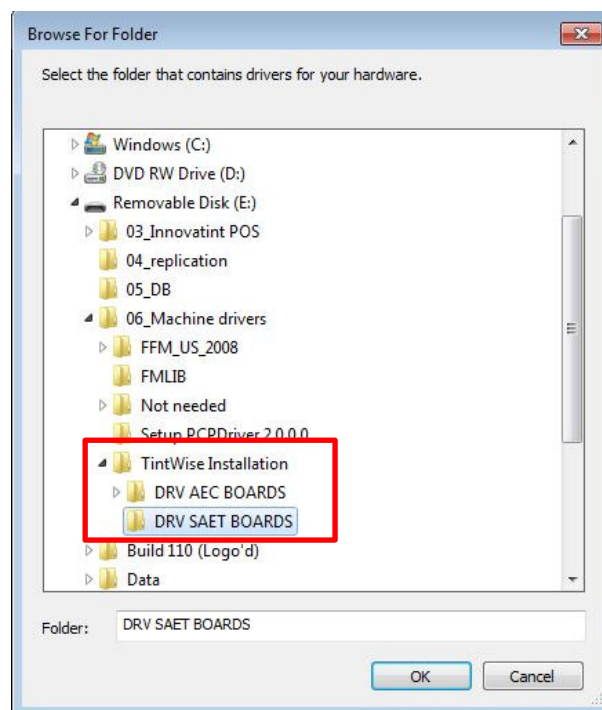 Browse For Folder
Select the folder that contains drivers for your hardware.
Windows (C:)
DVD RW Drive (D:)
Removable Disk (E:)
03_Innovatint POS
04_replication
05_DB
06_Machine drivers
FFM_US_2008
FMLIB
Not needed
Setup PCPDriver 2.0.0.0
TintWise Installation
DRV AEC BOARDS
DRV SAET BOARDS
Build 110 (Logo'd)
Data
Folder: DRV SAET BOARDS
OK Cancel